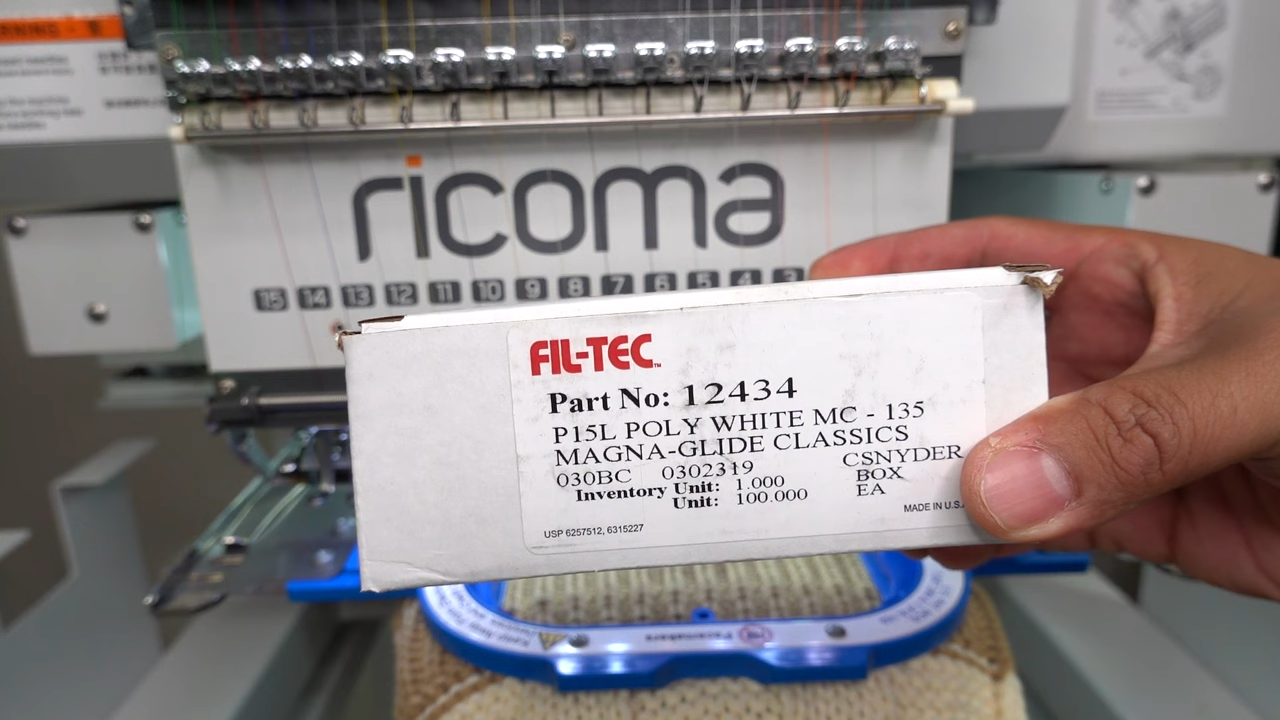 ricoma
15 14 13 12 11 10 9 8 7 6 5 4 3
FIL-TEC™
Part No: 12434
P15L POLY WHITE MC - 135
MAGNA-GLIDE CLASSICS
030BC 0302319 CSNYDER
Inventory Unit: 1.000 BOX
Unit: 100.000 EA
MADE IN U.S.
USP 6257512, 6315227